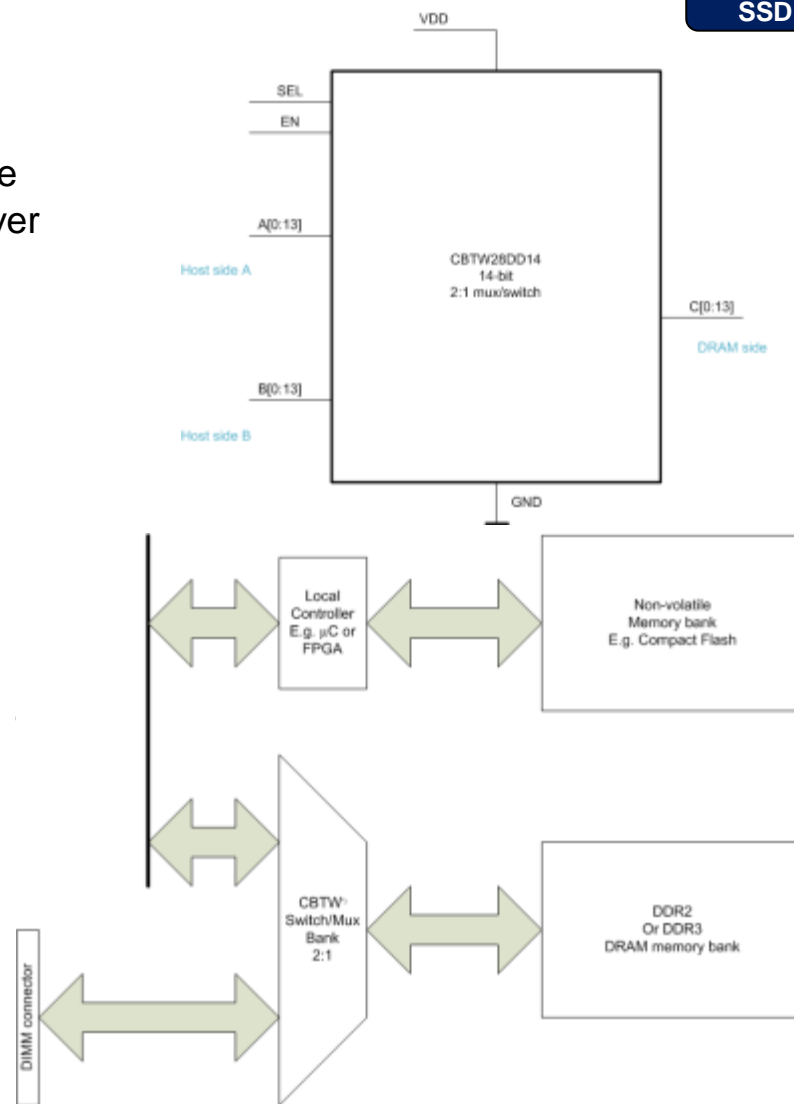 SSD
VDD
SEL
EN
A[0:13]
Host side A
CBTW28DD14
14-bit
2:1 mux/switch
C[0:13]
DRAM side
B[0:13]
Host side B
GND
Local
Controller
E.g. µC or
FPGA
Non-volatile
Memory bank
E.g. Compact Flash
CBTW
Switch/Mux
Bank
2:1
DDR2
Or DDR3
DRAM memory bank
DIMM connector